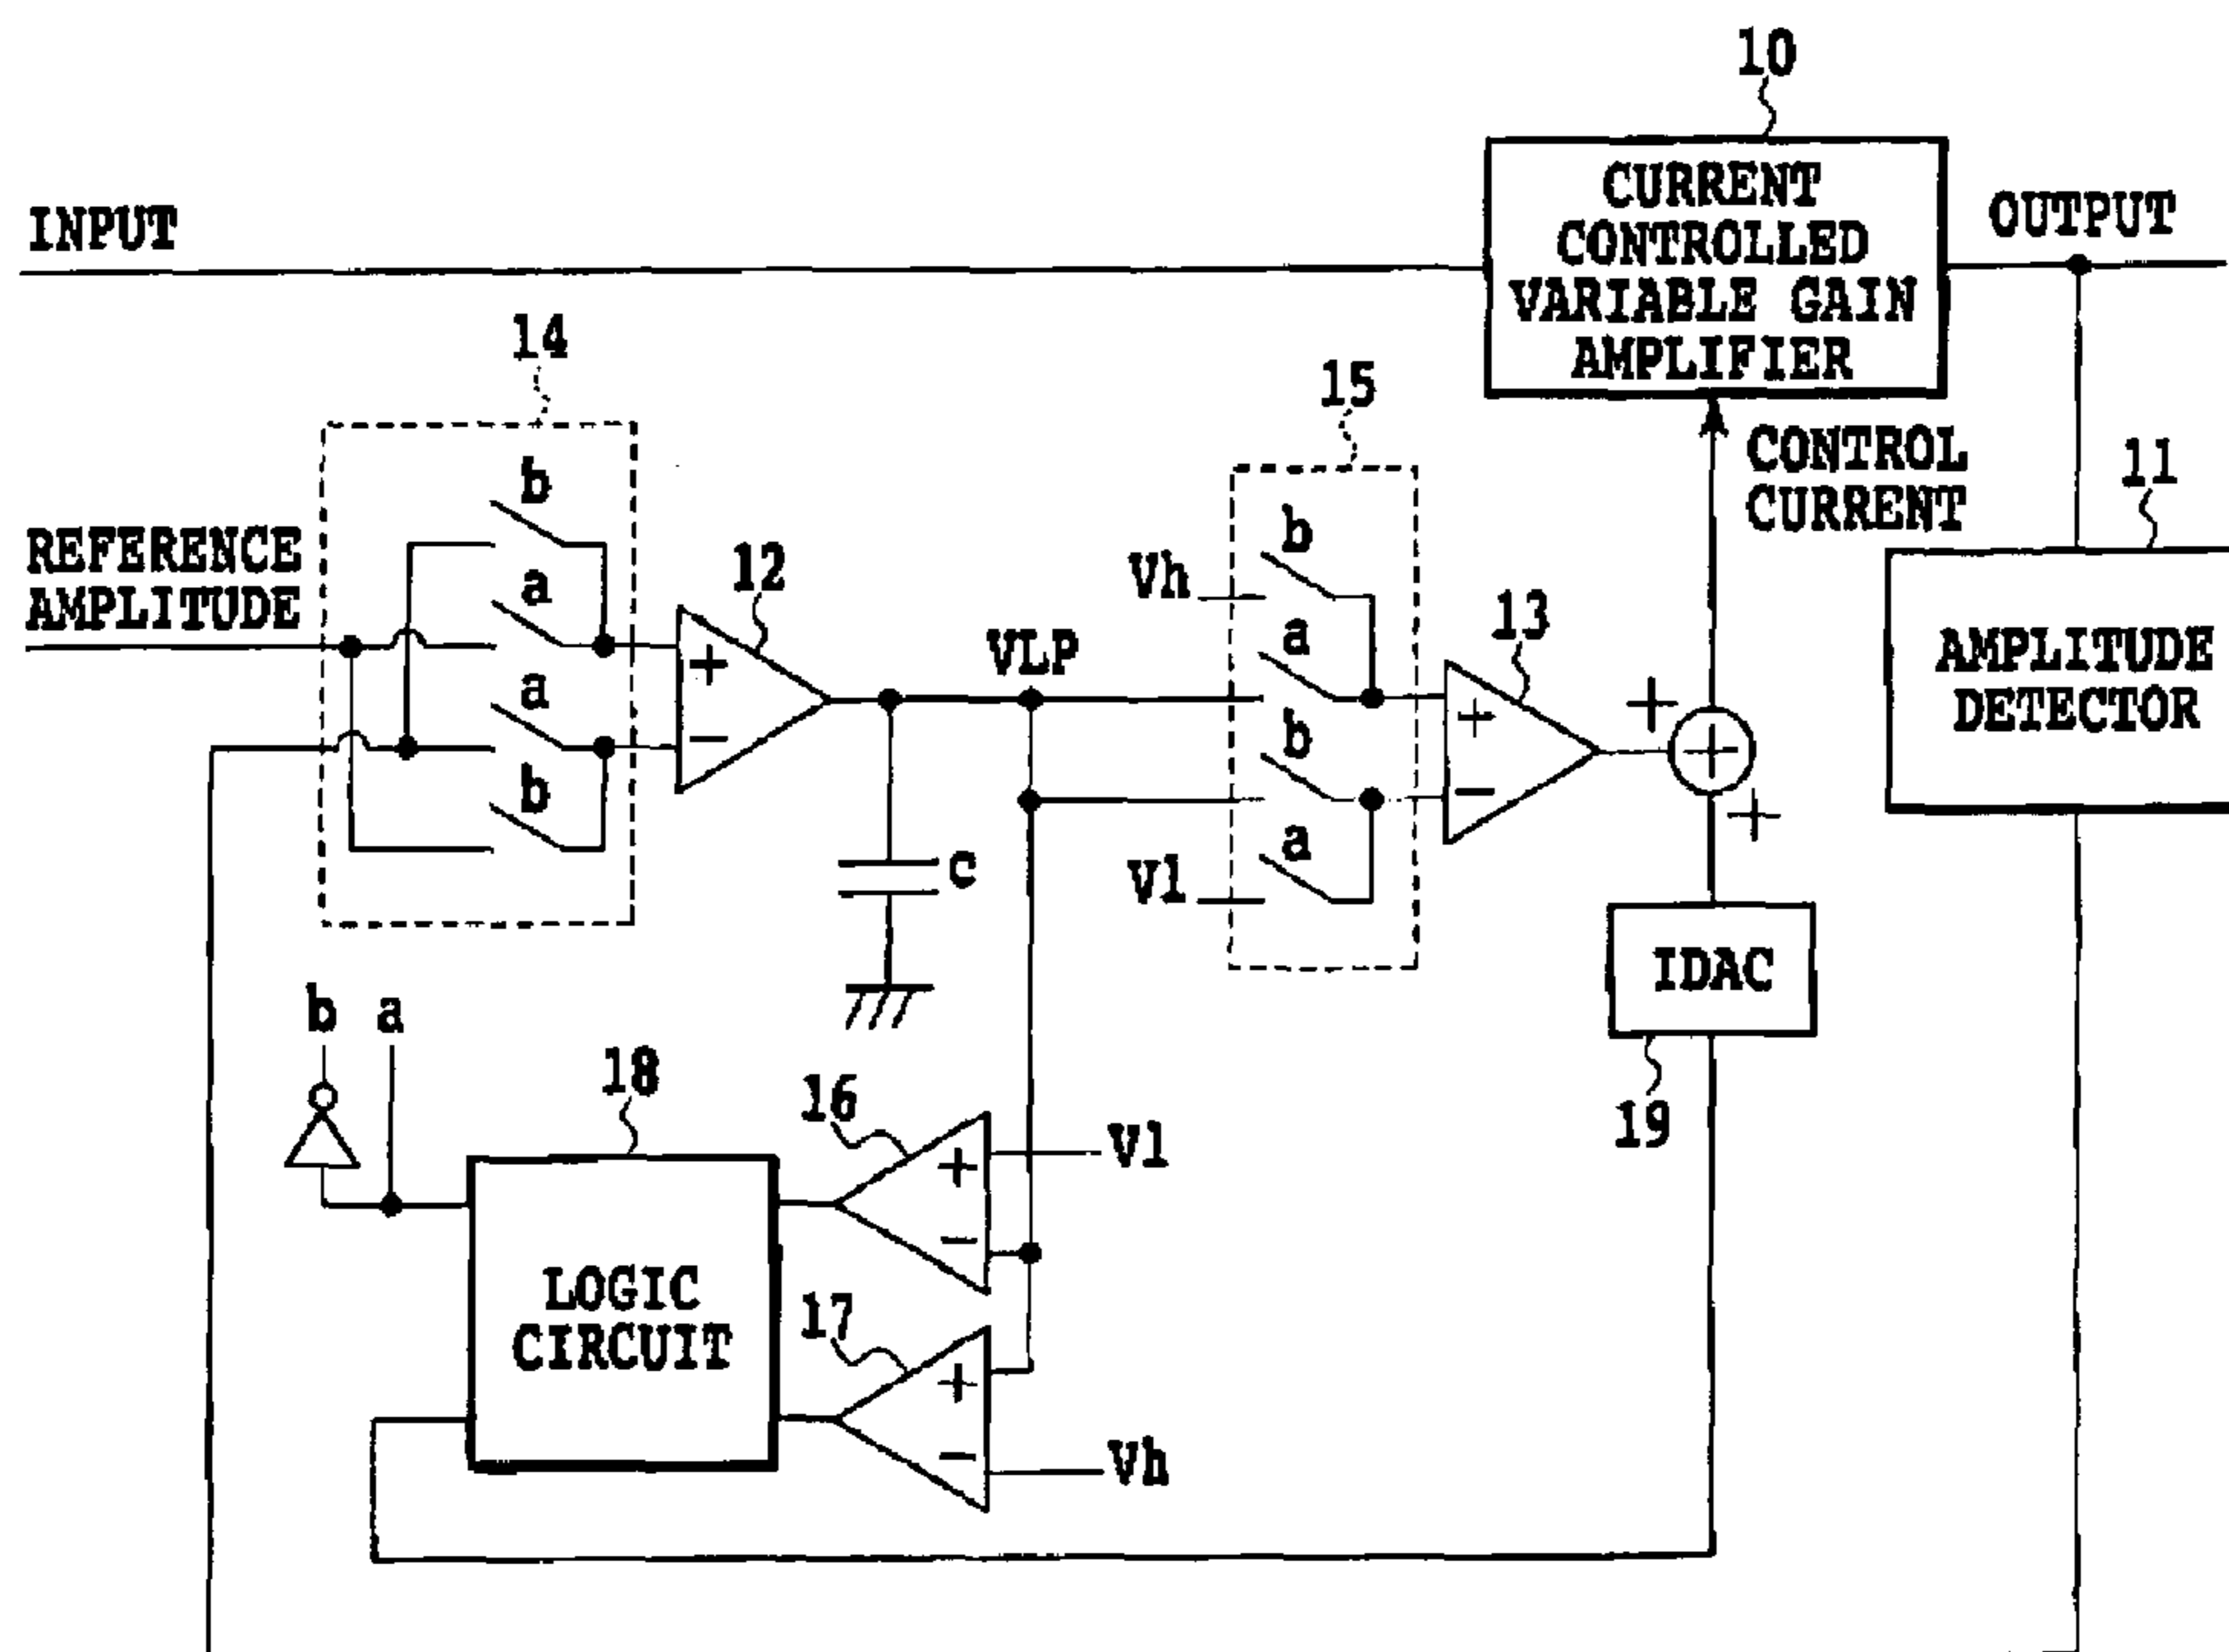 10
CURRENT
CONTROLLED
VARIABLE GAIN
AMPLIFIER
INPUT
OUTPUT
14
15
CONTROL
CURRENT
11
b
a
a
b
REFERENCE
AMPLITUDE
12
+
−
VLP
Vh
b
a
b
a
Vl
13
+
−
+
+
+
AMPLITUDE
DETECTOR
c
IDAC
19
b a
18
16
+
−
Vl
LOGIC
CIRCUIT
17
+
−
Vh